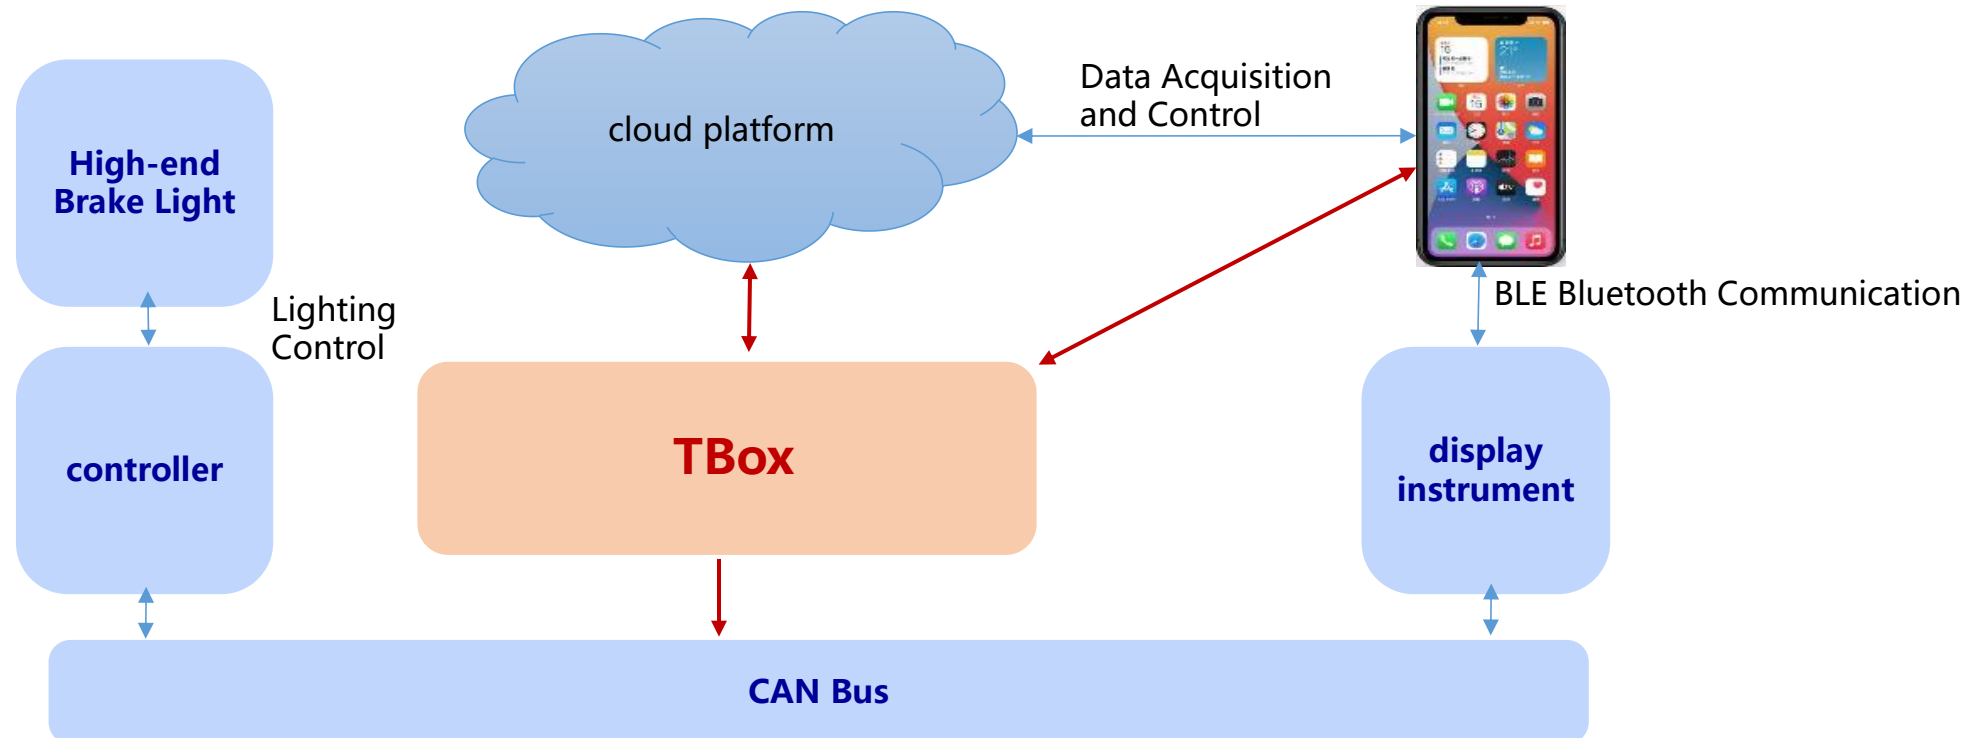 cloud platform
Data Acquisition
and Control
High-end
Brake Light
Lighting
Control
BLE Bluetooth Communication
controller
TBox
display
instrument
CAN Bus